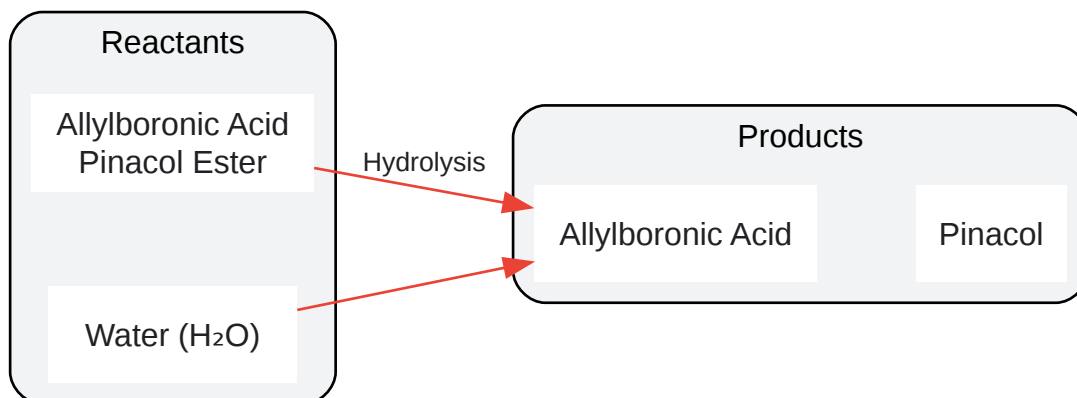 Reactants
Allylboronic Acid
Pinacol Ester
Water (H₂O)
Hydrolysis
Products
Allylboronic Acid
Pinacol